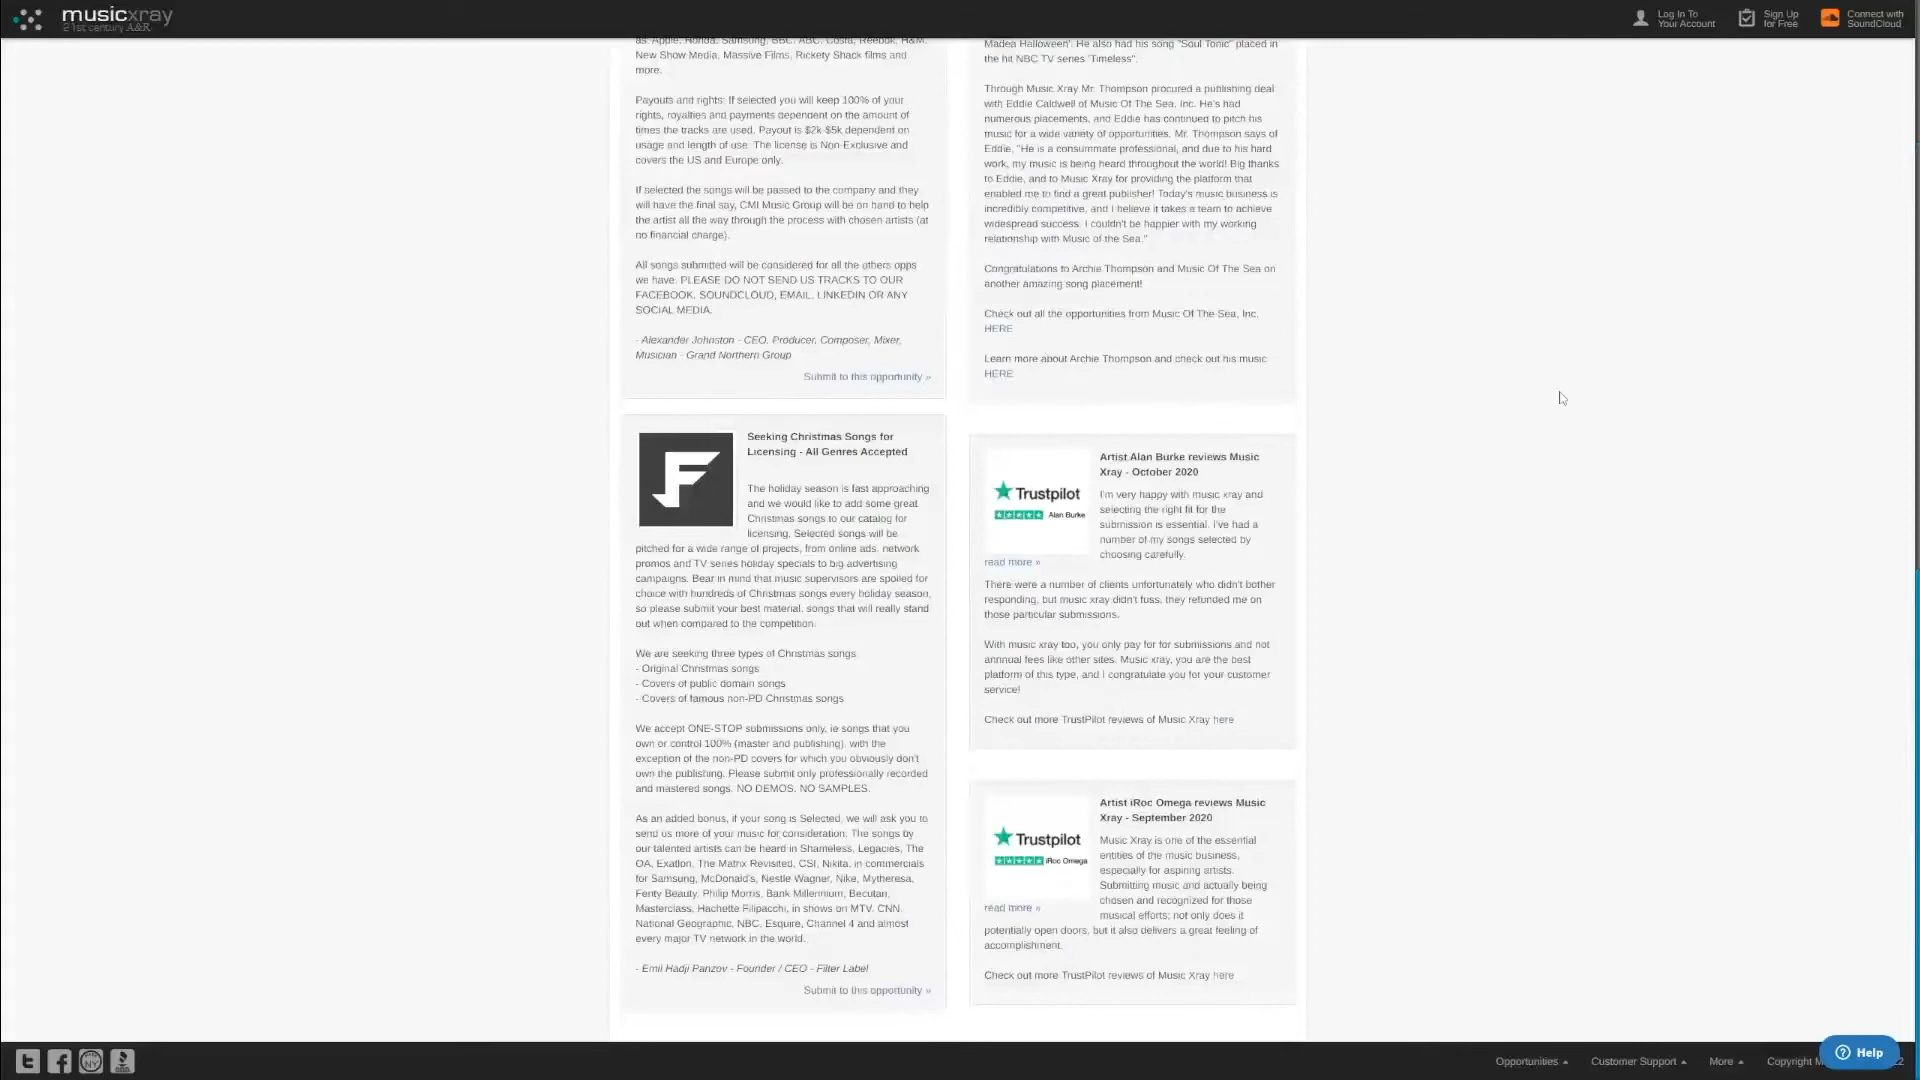 musicxray
21st century A&R
Log In To
Your Account
Sign Up
for Free
Connect with
SoundCloud
as: Apple, Honda, Samsung, BBC, ABC, Costa, Reebok, H&M,
New Show Media, Massive Films, Rickety Shack films and
more.
Payouts and rights: If selected you will keep 100% of your
rights, royalties and payments dependent on the amount of
times the tracks are used. Payout is $2k-$5k dependent on
usage and length of use. The license is Non-Exclusive and
covers the US and Europe only.
If selected the songs will be passed to the company and they
will have the final say, CMI Music Group will be on hand to help
the artist all the way through the process with chosen artists (at
no financial charge).
All songs submitted will be considered for all the others opps
we have. PLEASE DO NOT SEND US TRACKS TO OUR
FACEBOOK, SOUNDCLOUD, EMAIL, LINKEDIN OR ANY
SOCIAL MEDIA.
- Alexander Johnston - CEO, Producer, Composer, Mixer,
Musician - Grand Northern Group
Submit to this opportunity »
Seeking Christmas Songs for
Licensing - All Genres Accepted
The holiday season is fast approaching
and we would like to add some great
Christmas songs to our catalog for
licensing. Selected songs will be
pitched for a wide range of projects, from online ads, network
promos and TV series holiday specials to big advertising
campaigns. Bear in mind that music supervisors are spoiled for
choice with hundreds of Christmas songs every holiday season,
so please submit your best material, songs that will really stand
out when compared to the competition.
We are seeking three types of Christmas songs
- Original Christmas songs
- Covers of public domain songs
- Covers of famous non-PD Christmas songs
We accept ONE-STOP submissions only, ie songs that you
own or control 100% (master and publishing), with the
exception of the non-PD covers for which you obviously don't
own the publishing. Please submit only professionally recorded
and mastered songs. NO DEMOS. NO SAMPLES.
As an added bonus, if your song is Selected, we will ask you to
send us more of your music for consideration. The songs by
our talented artists can be heard in Shameless, Legacies, The
OA, Exatlon, The Matrix Revisited, CSI, Nikita, in commercials
for Samsung, McDonald's, Nestle Wagner, Nike, Mytheresa,
Fenty Beauty, Philip Morris, Bank Millennium, Becutan,
Masterclass, Hachette Filipacchi, in shows on MTV, CNN,
National Geographic, NBC, Esquire, Channel 4 and almost
every major TV network in the world.
- Emil Hadji Panzov - Founder / CEO - Filter Label
Submit to this opportunity »
Madea Halloween'. He also had his song "Soul Tonic" placed in
the hit NBC TV series 'Timeless".
Through Music Xray Mr. Thompson procured a publishing deal
with Eddie Caldwell of Music Of The Sea, Inc. He's had
numerous placements, and Eddie has continued to pitch his
music for a wide variety of opportunities. Mr. Thompson says of
Eddie, "He is a consummate professional, and due to his hard
work, my music is being heard throughout the world! Big thanks
to Eddie, and to Music Xray for providing the platform that
enabled me to find a great publisher! Today's music business is
incredibly competitive, and I believe it takes a team to achieve
widespread success. I couldn't be happier with my working
relationship with Music of the Sea."
Congratulations to Archie Thompson and Music Of The Sea on
another amazing song placement!
Check out all the opportunities from Music Of The Sea, Inc.
HERE
Learn more about Archie Thompson and check out his music
HERE
Trustpilot
Alan Burke
Artist Alan Burke reviews Music
Xray - October 2020
I'm very happy with music xray and
selecting the right fit for the
submission is essential. I've had a
number of my songs selected by
choosing carefully.
read more »
There were a number of clients unfortunately who didn't bother
responding, but music xray didn't fuss, they refunded me on
those particular submissions.
With music xray too, you only pay for for submissions and not
annnual fees like other sites. Music xray, you are the best
platform of this type, and I congratulate you for your customer
service!
Check out more TrustPilot reviews of Music Xray here
Trustpilot
iRoc Omega
Artist iRoc Omega reviews Music
Xray - September 2020
Music Xray is one of the essential
entities of the music business,
especially for aspiring artists.
Submitting music and actually being
chosen and recognized for those
musical efforts; not only does it
read more »
potentially open doors, but it also delivers a great feeling of
accomplishment.
Check out more TrustPilot reviews of Music Xray here
Opportunities
Customer Support
More
Copyright
Help